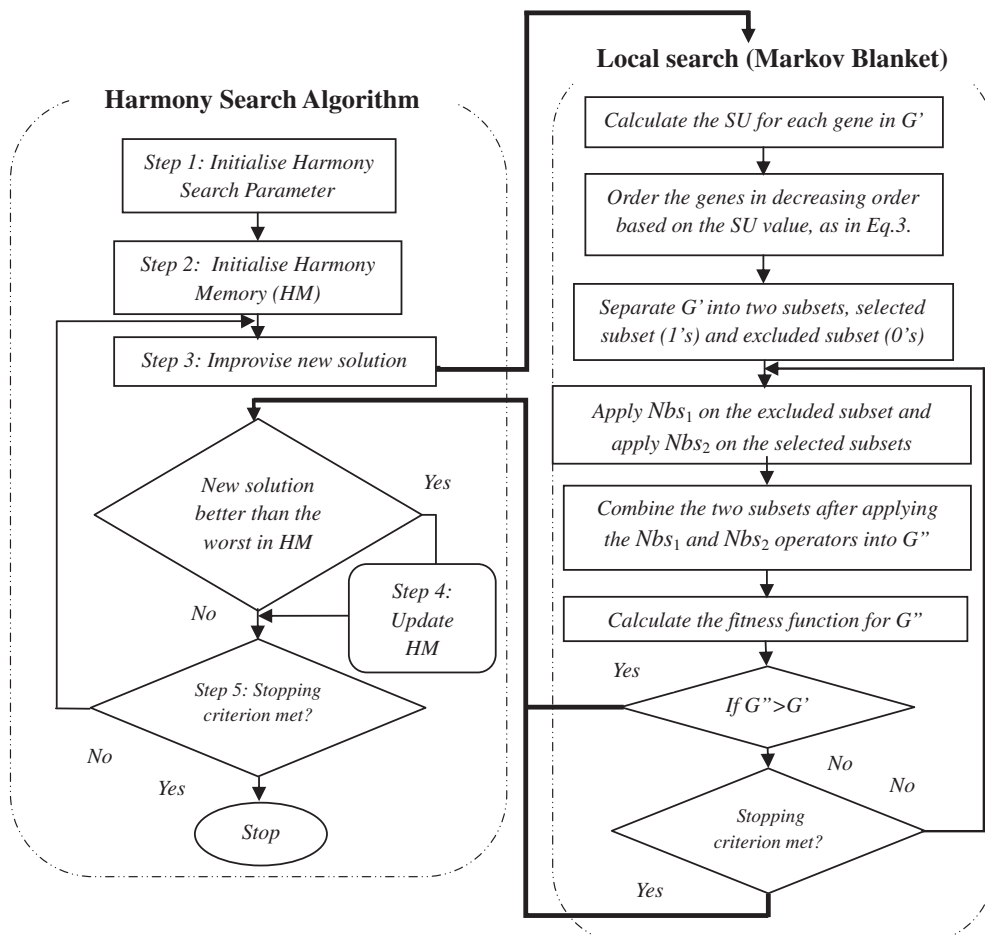 Harmony Search Algorithm
Step 1: Initialise Harmony
Search Parameter
Step 2: Initialise Harmony
Memory (HM)
Step 3: Improvise new solution
New solution
better than the
worst in HM
Yes
No
Step 4:
Update
HM
Step 5: Stopping
criterion met?
No
Yes
Stop
Local search (Markov Blanket)
Calculate the SU for each gene in G’
Order the genes in decreasing order
based on the SU value, as in Eq.3.
Separate G’ into two subsets, selected
subset (1’s) and excluded subset (0’s)
Apply Nbs₁ on the excluded subset and
apply Nbs₂ on the selected subsets
Combine the two subsets after applying
the Nbs₁ and Nbs₂ operators into G”
Calculate the fitness function for G”
Yes
If G”>G’
No
No
Stopping
criterion met?
Yes